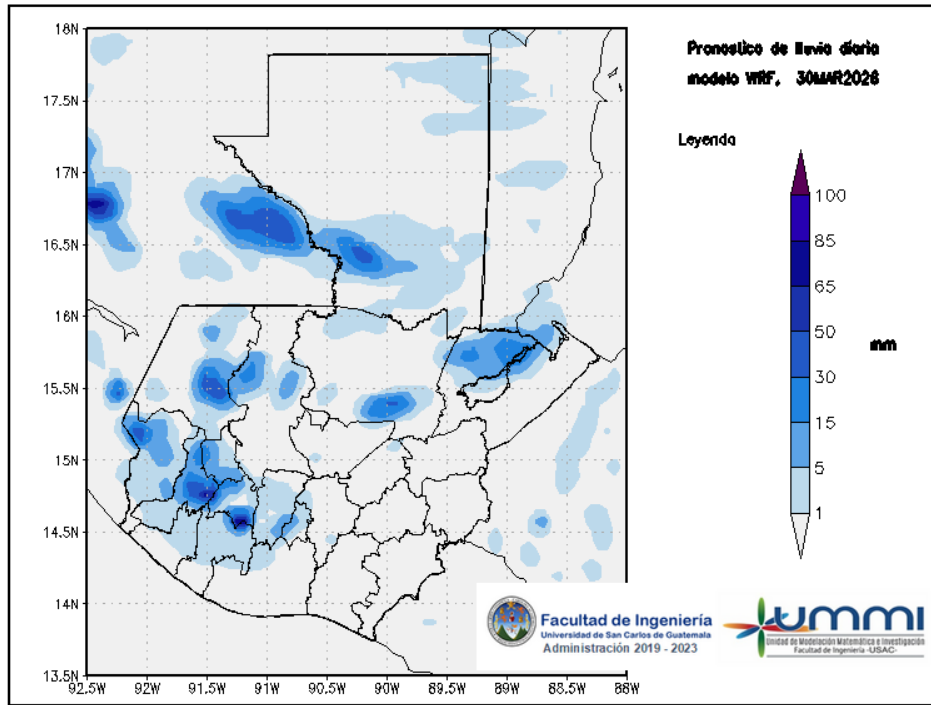 Pronostico de lluvia diaria
modelo WRF, 30MAR2026
Leyenda
100
85
65
50
30
15
5
1
mm
18N
17.5N
17N
16.5N
16N
15.5N
15N
14.5N
14N
13.5N
92.5W
92W
91.5W
91W
90.5W
90W
89.5W
89W
88.5W
88W
Facultad de Ingeniería
Universidad de San Carlos de Guatemala
Administración 2019 - 2023
ummi
Unidad de Modelación Matemática e Investigación
Facultad de Ingeniería -USAC-